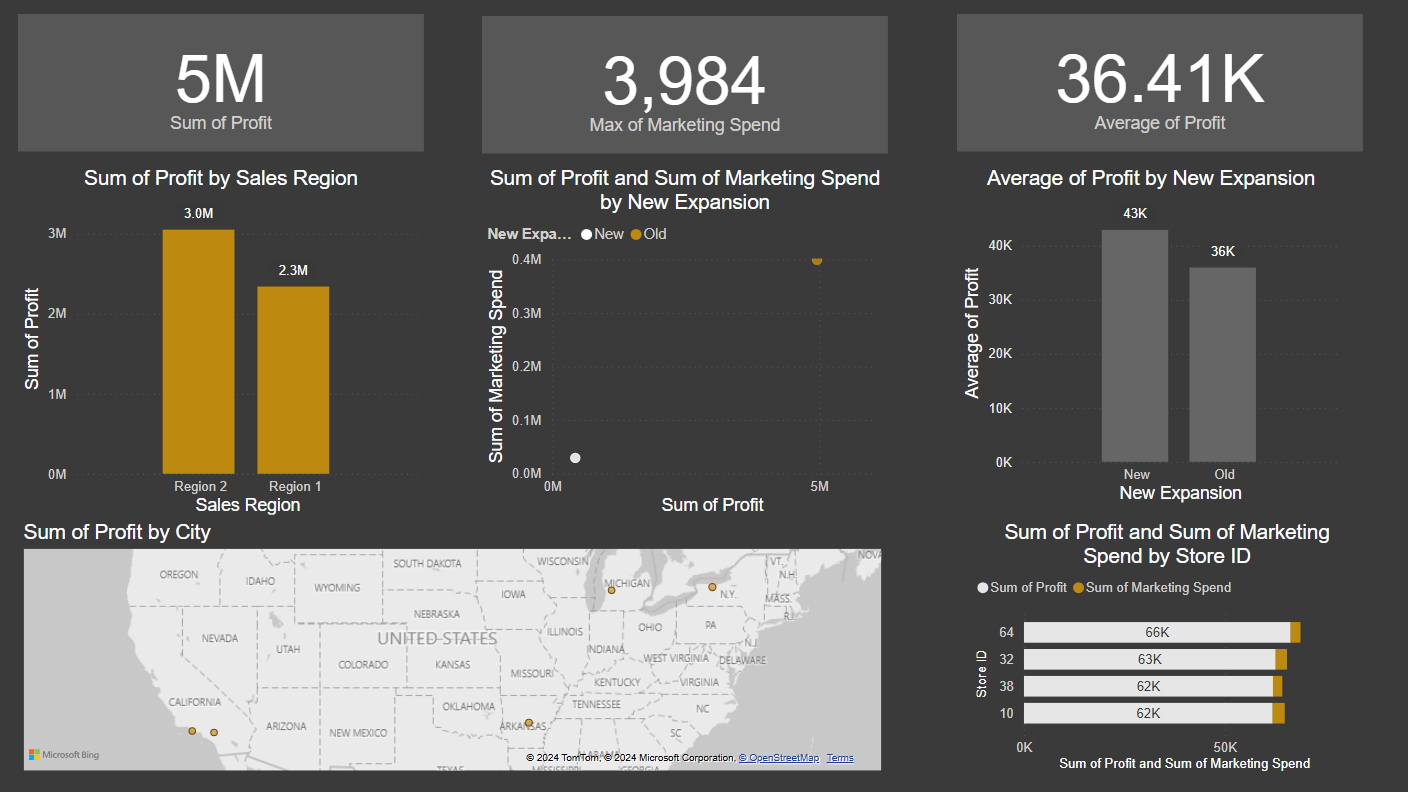 5M
Sum of Profit
3,984
Max of Marketing Spend
36.41K
Average of Profit
Sum of Profit by Sales Region
3.0M
2.3M
3M
2M
1M
0M
Sum of Profit
Region 2
Region 1
Sales Region
Sum of Profit and Sum of Marketing Spend
by New Expansion
New Expa...
New
Old
0.4M
0.3M
0.2M
0.1M
0.0M
Sum of Marketing Spend
0M
5M
Sum of Profit
Average of Profit by New Expansion
43K
36K
40K
30K
20K
10K
0K
Average of Profit
New
Old
New Expansion
Sum of Profit by City
OREGON
IDAHO
WYOMING
SOUTH DAKOTA
WISCONSIN
MICHIGAN
VT.
N.H.
NOVA
IOWA
N.Y.
MASS.
R.I.
NEBRASKA
NEVADA
UTAH
UNITED STATES
ILLINOIS
OHIO
PA
N.J.
INDIANA
COLORADO
KANSAS
MISSOURI
WEST VIRGINIA
DELAWARE
KENTUCKY
VIRGINIA
CALIFORNIA
ARIZONA
NEW MEXICO
OKLAHOMA
ARKANSAS
TENNESSEE
NC
SC
ALABAMA
TEXAS
MISSISSIPPI
GEORGIA
Microsoft Bing
© 2024 TomTom, © 2024 Microsoft Corporation, © OpenStreetMap Terms
Sum of Profit and Sum of Marketing
Spend by Store ID
Sum of Profit
Sum of Marketing Spend
Store ID
64
66K
32
63K
38
62K
10
62K
0K
50K
Sum of Profit and Sum of Marketing Spend